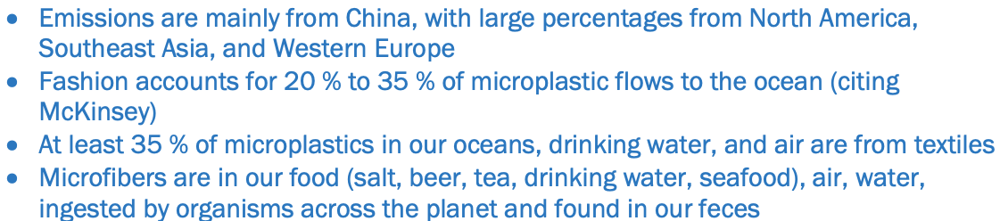 • Emissions are mainly from China, with large percentages from North America,
Southeast Asia, and Western Europe
• Fashion accounts for 20 % to 35 % of microplastic flows to the ocean (citing
McKinsey)
• At least 35 % of microplastics in our oceans, drinking water, and air are from textiles
• Microfibers are in our food (salt, beer, tea, drinking water, seafood), air, water,
ingested by organisms across the planet and found in our feces